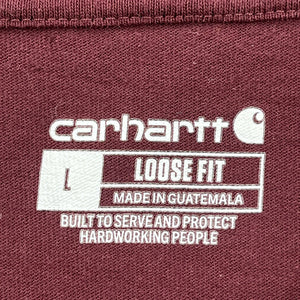 carhartt
L LOOSE FIT
MADE IN GUATEMALA
BUILT TO SERVE AND PROTECT
HARDWORKING PEOPLE